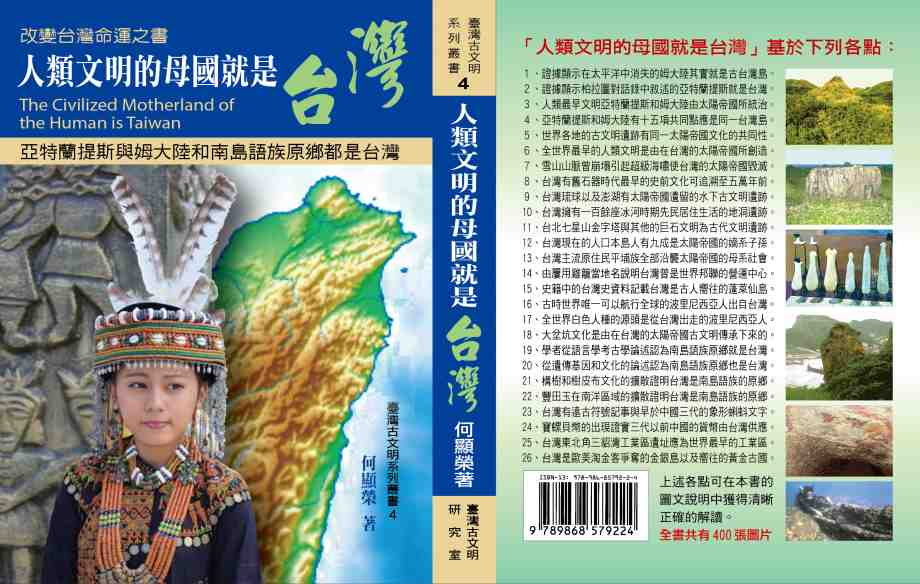 改變台灣命運之書
人類文明的母國就是
台灣
The Civilized Motherland of
the Human is Taiwan
亞特蘭提斯與姆大陸和南島語族原鄉都是台灣
臺灣古文明系列叢書 4
何顯榮 著
臺灣古文明
系列叢書
4
人類文明的母國就是
台灣
何顯榮著
臺灣古文明
研究室
「人類文明的母國就是台灣」基於下列各點：
1、證據顯示在太平洋中消失的姆大陸其實就是古台灣島。
2、證據顯示柏拉圖對話錄中敘述的亞特蘭提斯就是台灣。
3、人類最早文明亞特蘭提斯和姆大陸由太陽帝國所統治。
4、亞特蘭提斯和姆大陸有十五項共同點應是同一台灣島。
5、世界各地的古文明遺跡有同一太陽帝國文化的共同性。
6、全世界最早的人類文明是由在台灣的太陽帝國所創造。
7、雪山山脈曾崩塌引起超級海嘯使台灣的太陽帝國毀滅。
8、台灣有舊石器時代最早的史前文化可追溯至五萬年前。
9、台灣琉球以及澎湖有太陽帝國遺留的水下古文明遺跡。
10、台灣擁有一百餘座冰河時期先民居住生活的地洞遺跡。
11、台北七星山金字塔與其他的巨石文明為古代文明遺跡。
12、台灣現在的人口本島人有九成是太陽帝國的嫡系子孫。
13、台灣主流原住民平埔族全部沿襲太陽帝國的母系社會。
14、由屢用雞籠當地名說明台灣曾是世界邦聯的營運中心。
15、史籍中的台灣史資料記載台灣是古人嚮往的蓬萊仙島。
16、古時世界唯一可以航行全球的波里尼西亞人出自台灣。
17、全世界白色人種的源頭是從台灣出走的波里尼西亞人。
18、大坌坑文化是由在台灣的太陽帝國古文明傳承下來的。
19、學者從語言學考古學論述認為南島語族原鄉就是台灣。
20、從遺傳基因和文化的論述認為南島語族原鄉也是台灣。
21、構樹和樹皮布文化的擴散證明台灣是南島語族的原鄉。
22、豐田玉在南洋區域的擴散證明台灣是南島語族的原鄉。
23、台灣有遠古符號記事與早於中國三代的象形蝌蚪文字。
24、寶螺貝幣的出現證實三代以前中國的貨幣由台灣供應。
25、台灣東北角三貂灣工業區遺址應為世界最早的工業區。
26、台灣是歐美淘金客爭奪的金銀島以及嚮往的黃金古國。
ISBN-13: 978-986-85792-2-4
9 789868 579224
上述各點可在本書的
圖文說明中獲得清晰
正確的解讀。
全書共有 400 張圖片